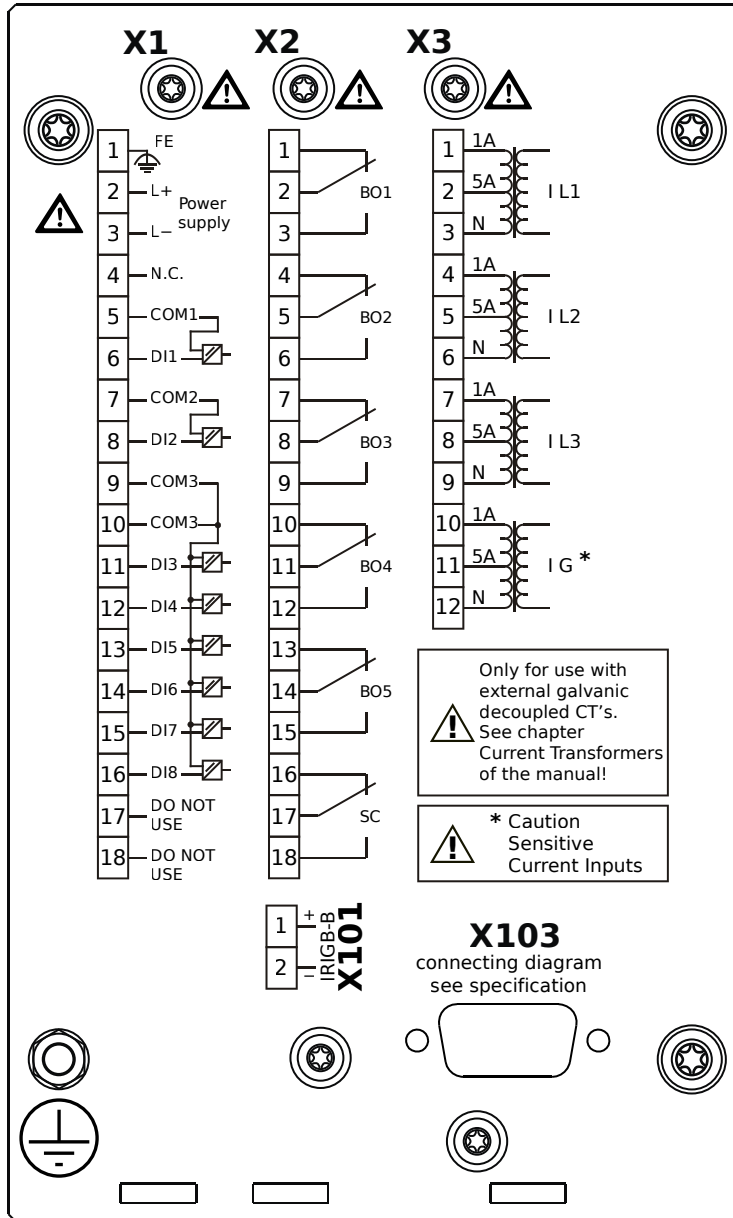 X1 X2 X3
1 FE
2 L+
Power
supply
3 L−
4 N.C.
5 COM1
6 DI1
7 COM2
8 DI2
9 COM3
10 COM3
11 DI3
12 DI4
13 DI5
14 DI6
15 DI7
16 DI8
17 DO NOT
USE
18 DO NOT
USE
1
2 BO1
3
4
5 BO2
6
7
8 BO3
9
10
11 BO4
12
13
14 BO5
15
16
17 SC
18
1 1A
2 5A I L1
3 N
4 1A
5 5A I L2
6 N
7 1A
8 5A I L3
9 N
10 1A
11 5A I G *
12 N
! Only for use with
external galvanic
decoupled CT's.
See chapter
Current Transformers
of the manual!
! * Caution
Sensitive
Current Inputs
1 +
2 −
IRIGB-B
X101
X103
connecting diagram
see specification